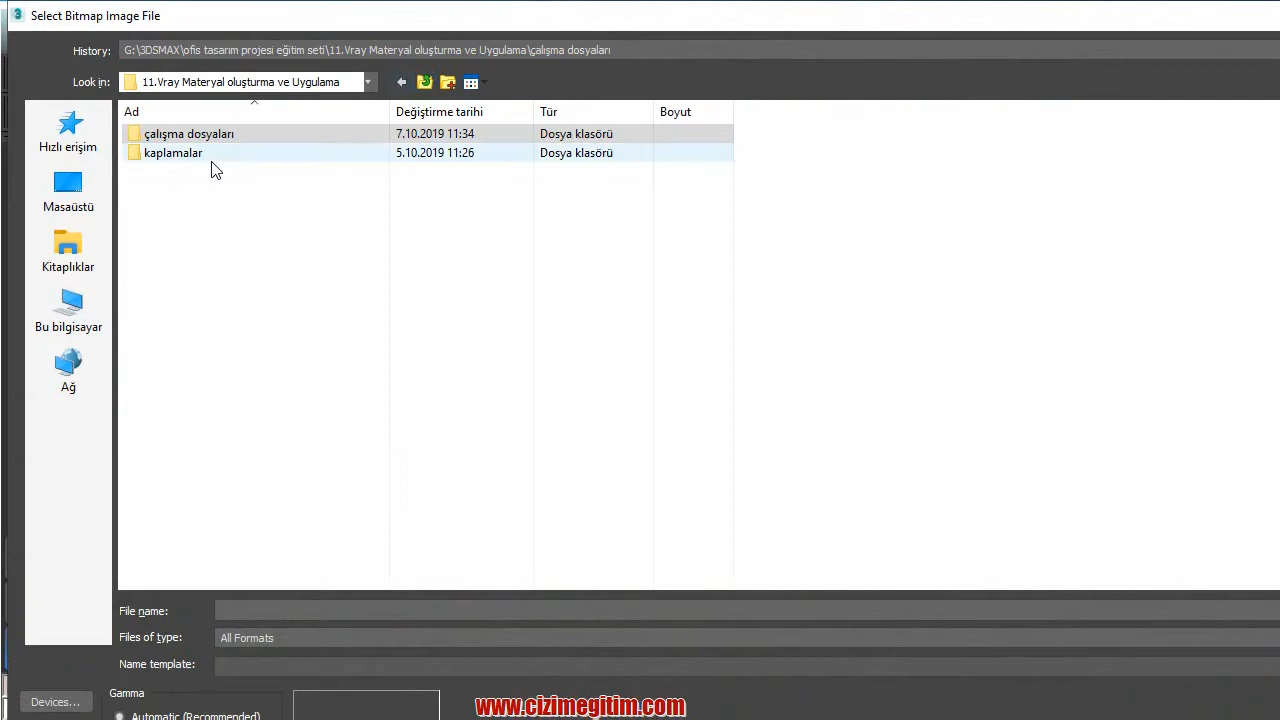 Select Bitmap Image File
History: G:\3DSMAX\ofis tasarım projesi eğitim seti\11.Vray Materyal oluşturma ve Uygulama\çalışma dosyaları
Look in: 11.Vray Materyal oluşturma ve Uygulama
Ad Değiştirme tarihi Tür Boyut
çalışma dosyaları 7.10.2019 11:34 Dosya klasörü
kaplamalar 5.10.2019 11:26 Dosya klasörü
Hızlı erişim
Masaüstü
Kitaplıklar
Bu bilgisayar
Ağ
File name:
Files of type: All Formats
Name template:
Devices...
Gamma
Automatic (Recommended)
www.cizimegitim.com